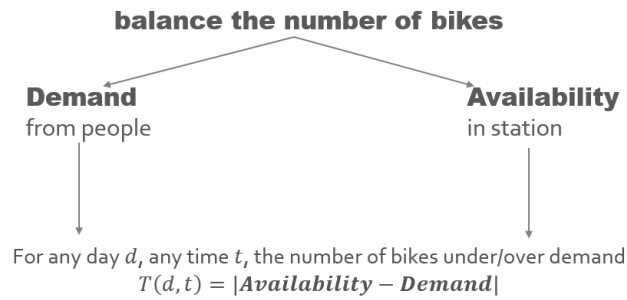 balance the number of bikes
Demand
from people
Availability
in station
For any day d, any time t, the number of bikes under/over demand
T(d,t) = |Availability − Demand|